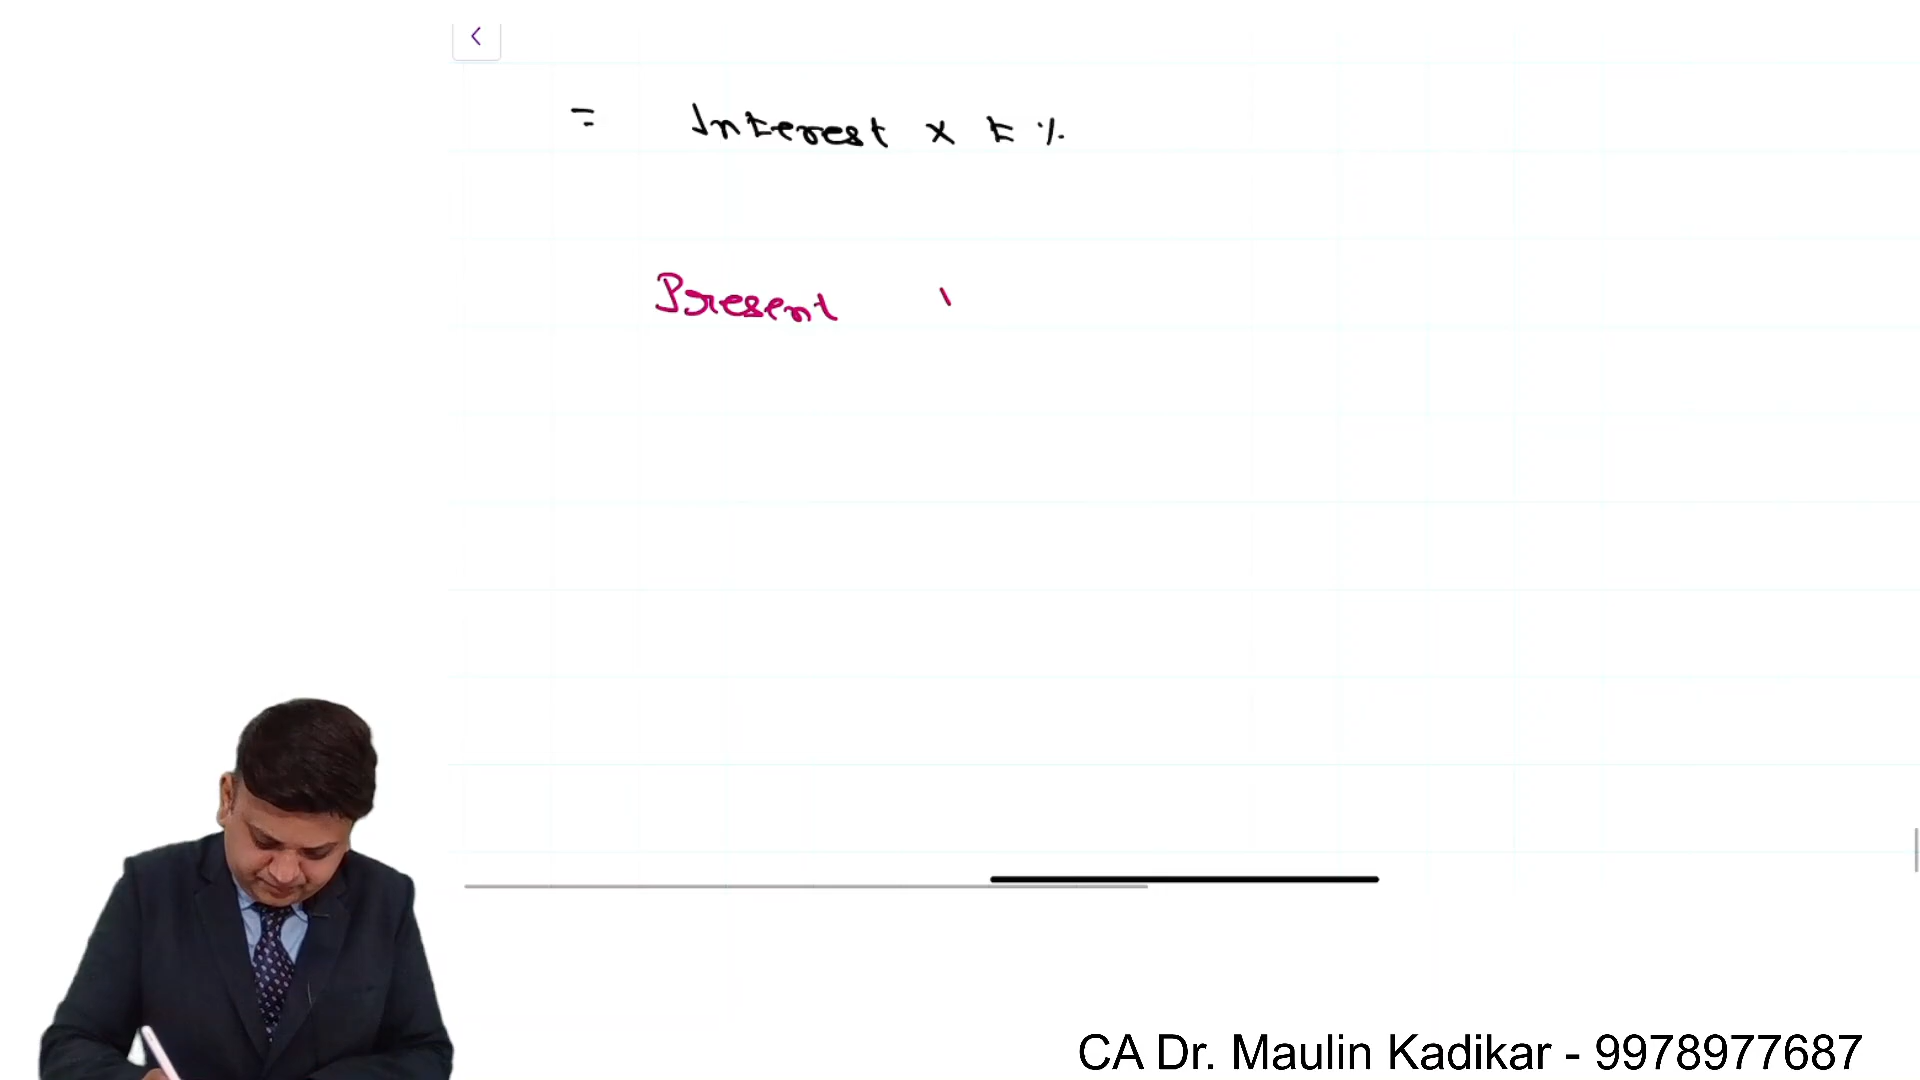 = Interest x t %
Present
CA Dr. Maulin Kadikar - 9978977687